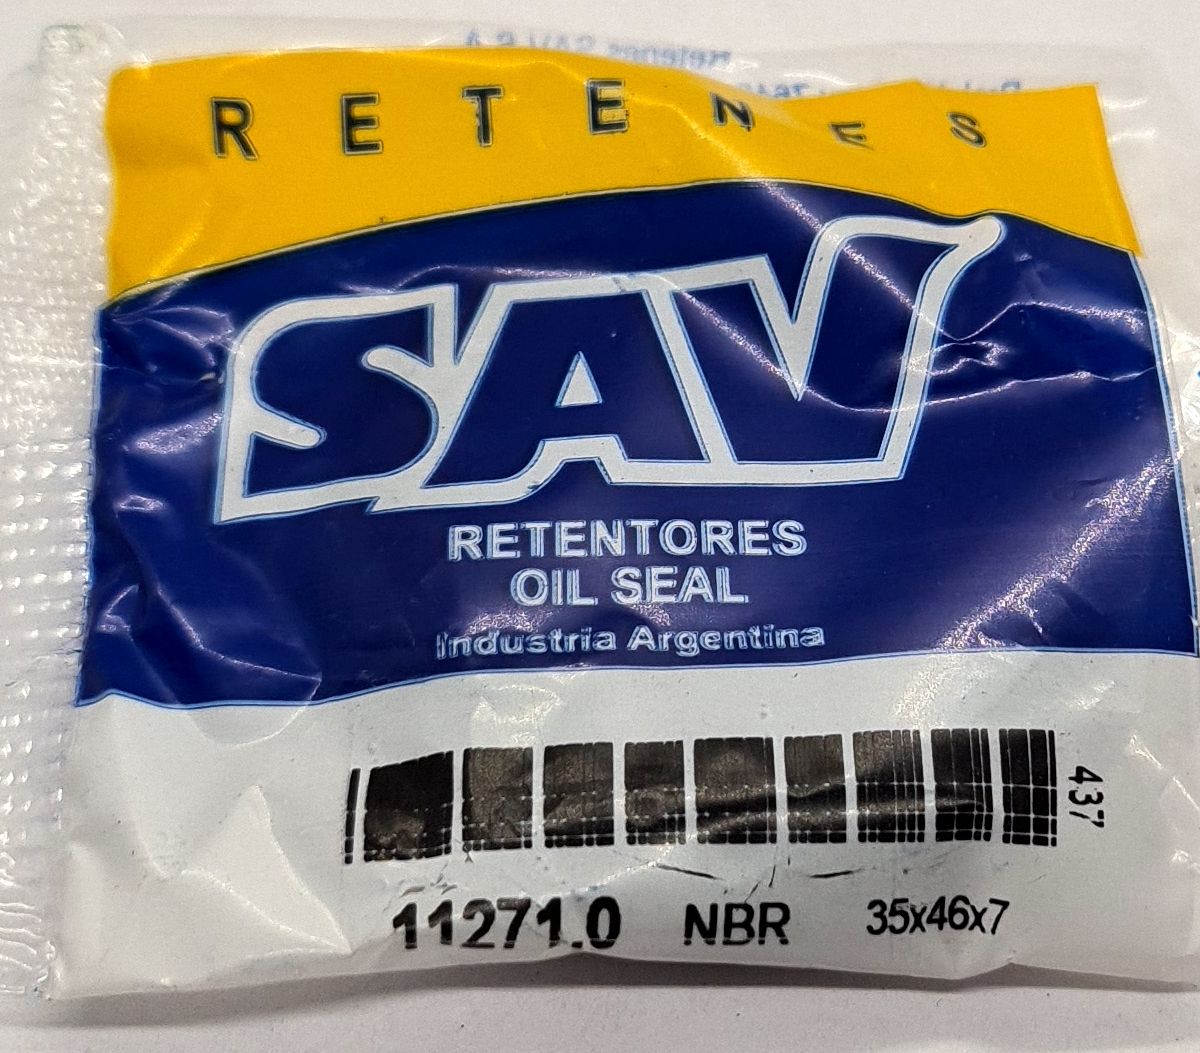 RETENES
SAV
RETENTORES
OIL SEAL
Industria Argentina
437
11271.0 NBR 35x46x7